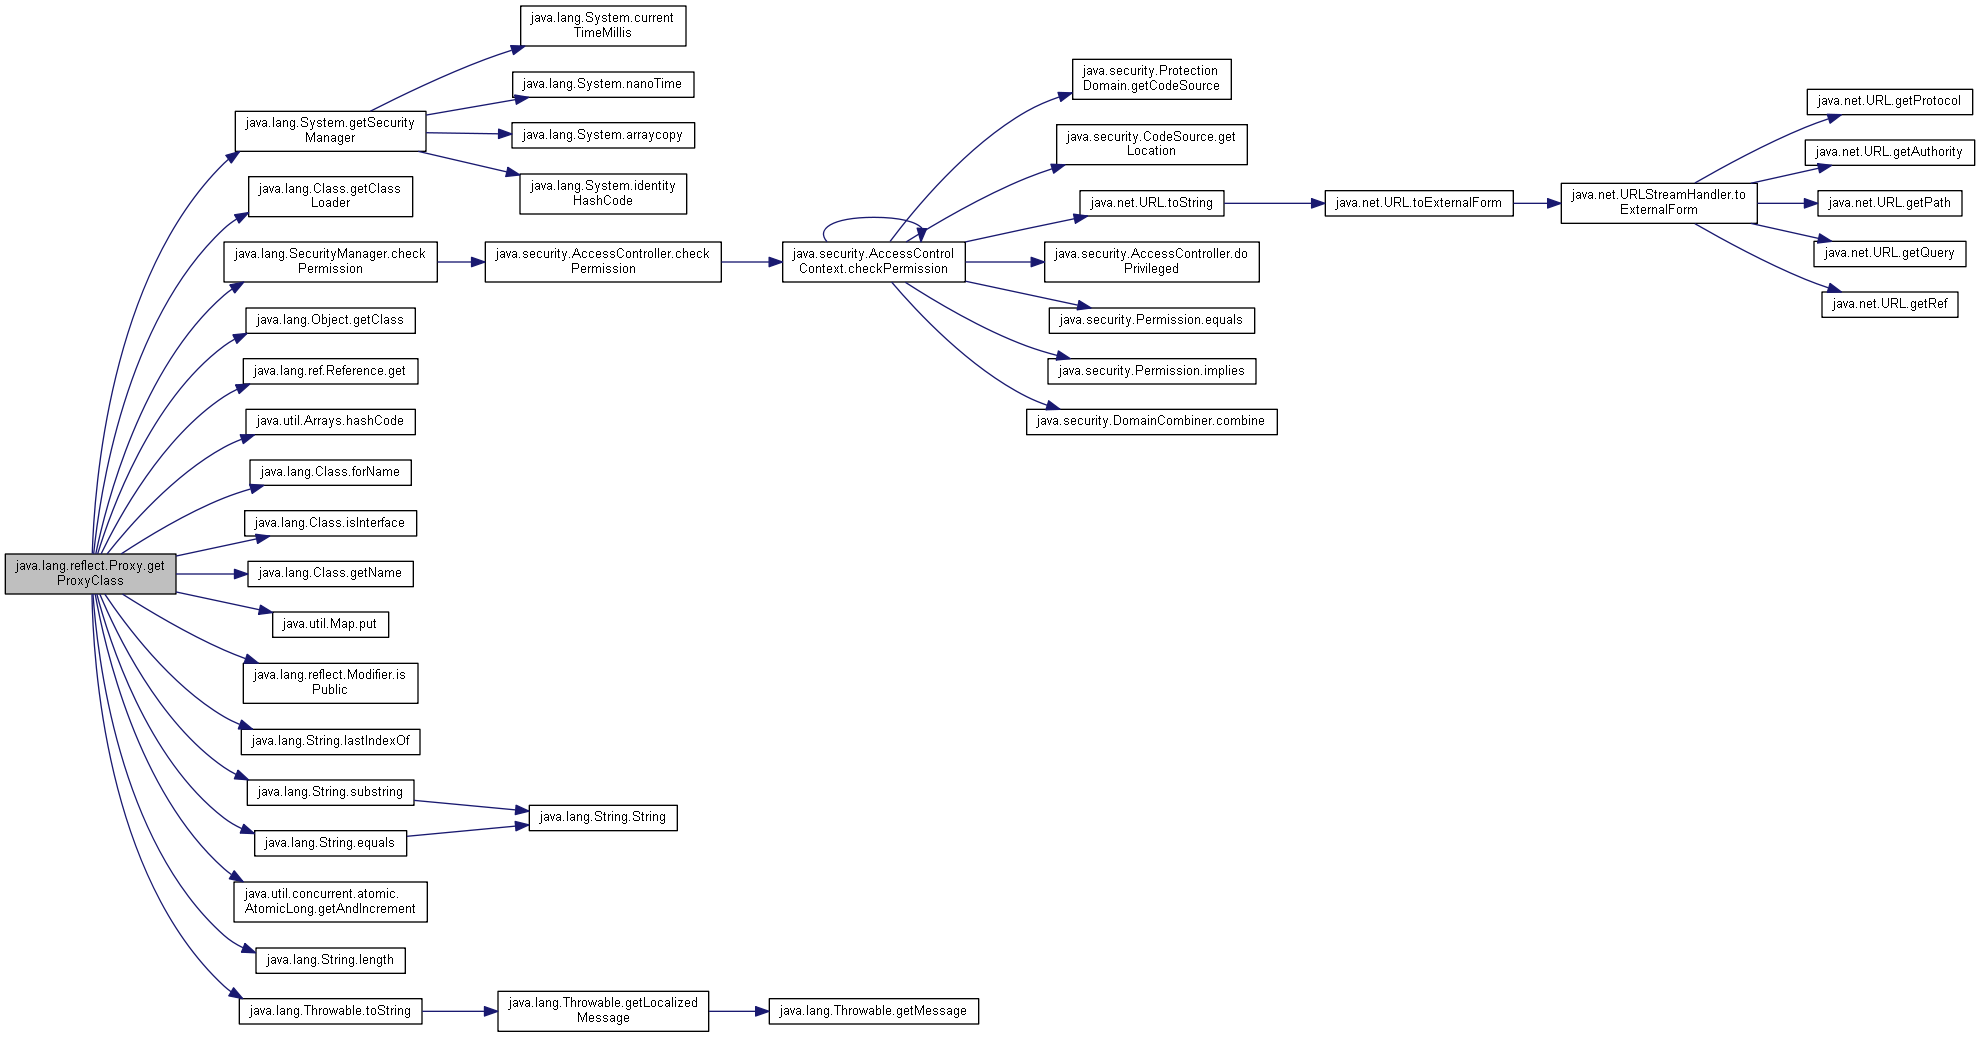 java.lang.reflect.Proxy.get
ProxyClass
java.lang.System.getSecurity
Manager
java.lang.System.current
TimeMillis
java.lang.System.nanoTime
java.lang.System.arraycopy
java.lang.System.identity
HashCode
java.lang.Class.getClass
Loader
java.lang.SecurityManager.check
Permission
java.security.AccessController.check
Permission
java.security.AccessControl
Context.checkPermission
java.security.Protection
Domain.getCodeSource
java.security.CodeSource.get
Location
java.net.URL.toString
java.net.URL.toExternalForm
java.net.URLStreamHandler.to
ExternalForm
java.net.URL.getProtocol
java.net.URL.getAuthority
java.net.URL.getPath
java.net.URL.getQuery
java.net.URL.getRef
java.security.AccessController.do
Privileged
java.security.Permission.equals
java.security.Permission.implies
java.security.DomainCombiner.combine
java.lang.Object.getClass
java.lang.ref.Reference.get
java.util.Arrays.hashCode
java.lang.Class.forName
java.lang.Class.isInterface
java.lang.Class.getName
java.util.Map.put
java.lang.reflect.Modifier.is
Public
java.lang.String.lastIndexOf
java.lang.String.substring
java.lang.String.String
java.lang.String.equals
java.util.concurrent.atomic.
AtomicLong.getAndIncrement
java.lang.String.length
java.lang.Throwable.toString
java.lang.Throwable.getLocalized
Message
java.lang.Throwable.getMessage